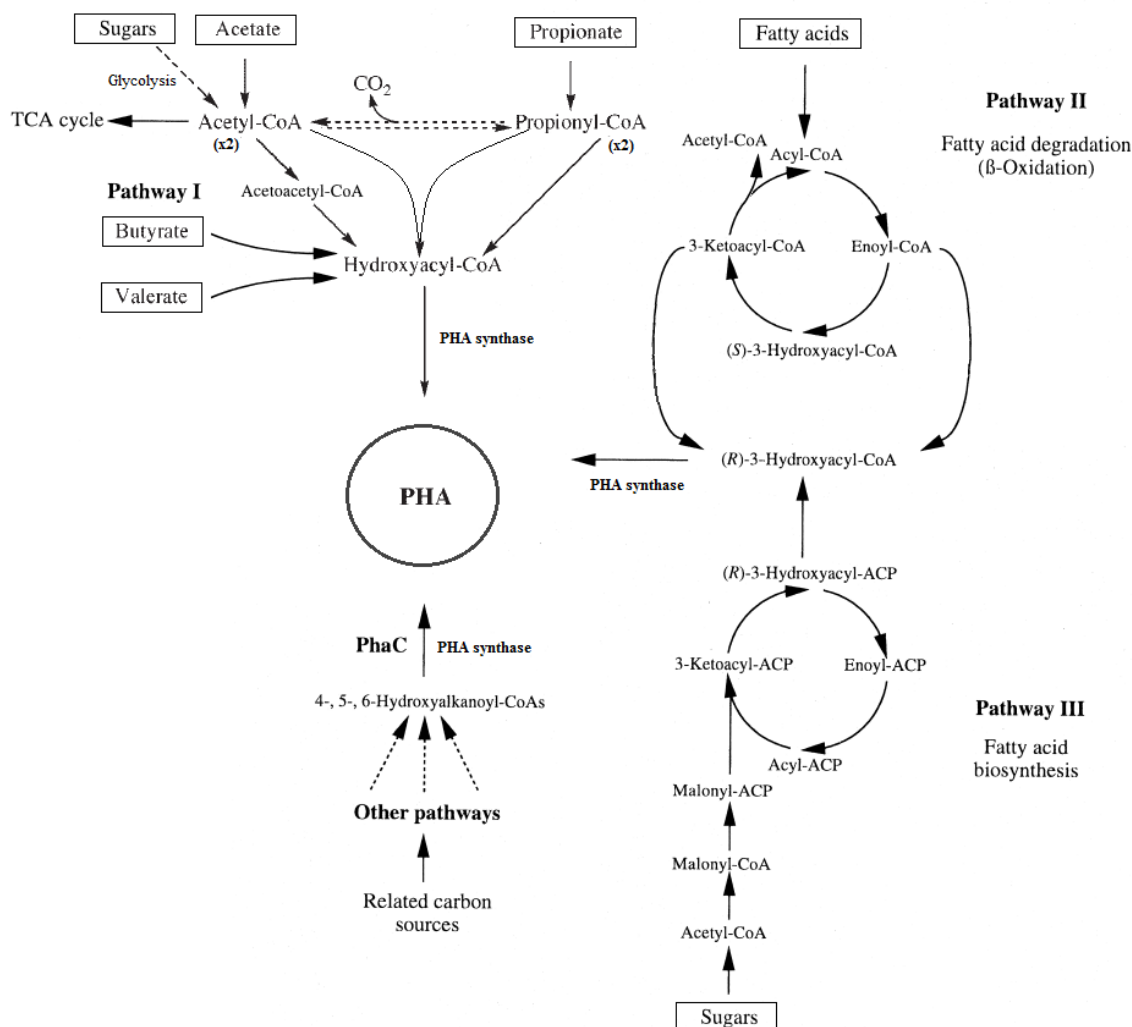 Sugars
Acetate
Propionate
Fatty acids
Glycolysis
CO2
Pathway II
TCA cycle
Acetyl-CoA
Propionyl-CoA
(x2)
(x2)
Acetyl-CoA
Acyl-CoA
Fatty acid degradation
(ß-Oxidation)
Pathway I
Acetoacetyl-CoA
Butyrate
Hydroxyacyl-CoA
3-Ketoacyl-CoA
Enoyl-CoA
Valerate
PHA synthase
(S)-3-Hydroxyacyl-CoA
(R)-3-Hydroxyacyl-CoA
PHA synthase
PHA
(R)-3-Hydroxyacyl-ACP
PhaC
PHA synthase
3-Ketoacyl-ACP
Enoyl-ACP
4-, 5-, 6-Hydroxyalkanoyl-CoAs
Pathway III
Fatty acid
biosynthesis
Acyl-ACP
Malonyl-ACP
Other pathways
Malonyl-CoA
Related carbon
sources
Acetyl-CoA
Sugars